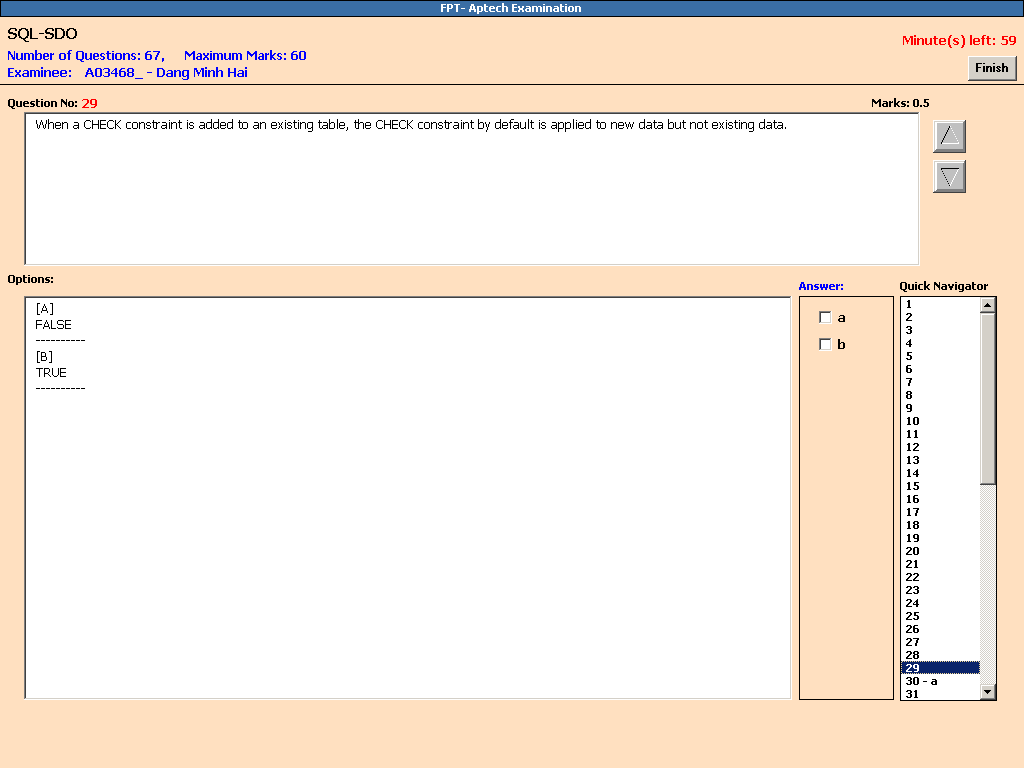 FPT- Aptech Examination
SQL-SDO
Number of Questions: 67, Maximum Marks: 60
Minute(s) left: 59
Examinee: A03468_ - Dang Minh Hai
Finish
Question No: 29
Marks: 0.5
When a CHECK constraint is added to an existing table, the CHECK constraint by default is applied to new data but not existing data.
Options:
Answer:
Quick Navigator
[A]
FALSE
----------
[B]
TRUE
----------
a
b
1
2
3
4
5
6
7
8
9
10
11
12
13
14
15
16
17
18
19
20
21
22
23
24
25
26
27
28
29
30 - a
31